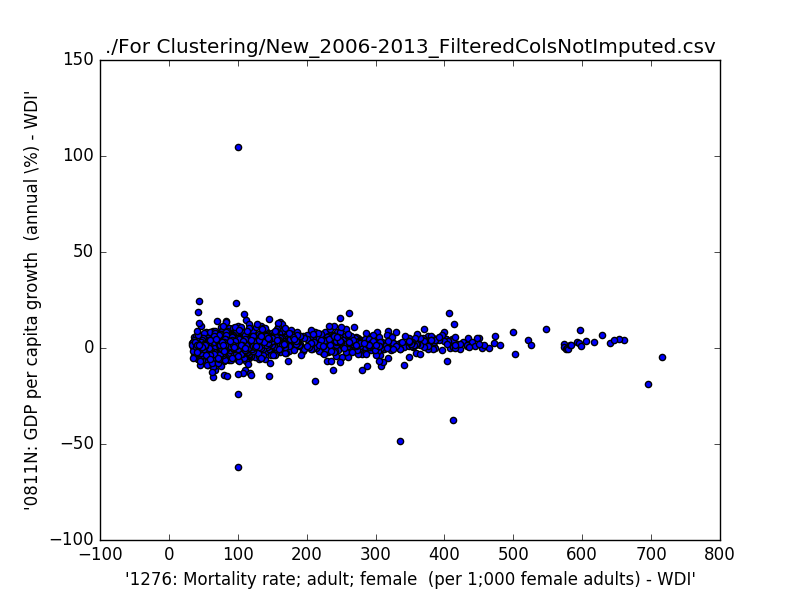 ./For Clustering/New_2006-2013_FilteredColsNotImputed.csv
150
100
50
0
−50
−100
'0811N: GDP per capita growth  (annual \%) - WDI'
−100 0 100 200 300 400 500 600 700 800
'1276: Mortality rate; adult; female  (per 1;000 female adults) - WDI'